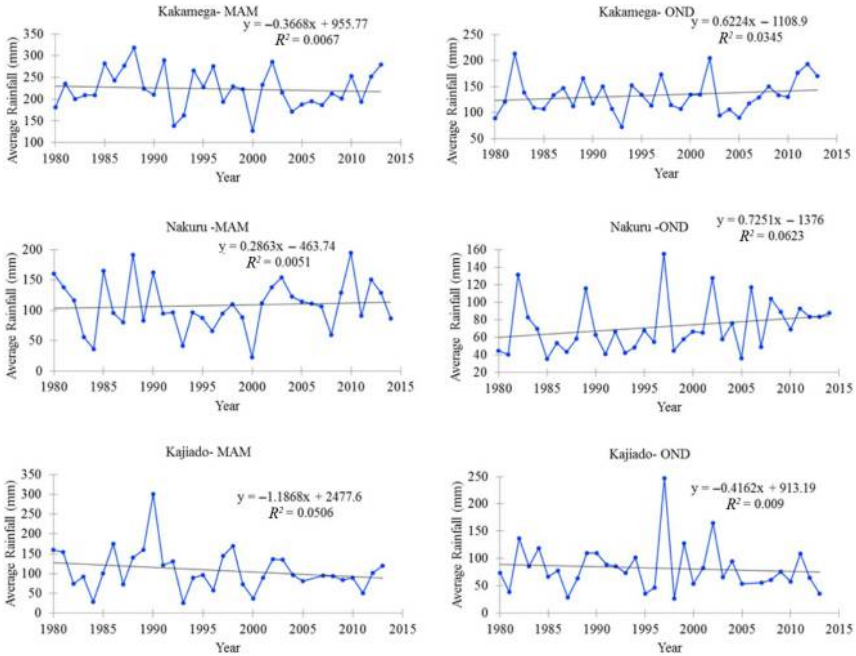 Kakamega- MAM
y = −0.3668x + 955.77
R² = 0.0067
Average Rainfall (mm)
350
300
250
200
150
100
1980 1985 1990 1995 2000 2005 2010 2015
Year
Kakamega- OND
y = 0.6224x − 1108.9
R² = 0.0345
Average Rainfall (mm)
250
200
150
100
50
1980 1985 1990 1995 2000 2005 2010 2015
Year
Nakuru -MAM
y = 0.2863x − 463.74
R² = 0.0051
Average Rainfall (mm)
200
150
100
50
0
1980 1985 1990 1995 2000 2005 2010 2015
Year
Nakuru -OND
y = 0.7251x − 1376
R² = 0.0623
Average Rainfall (mm)
160
140
120
100
80
60
40
20
1980 1985 1990 1995 2000 2005 2010 2015
Year
Kajiado- MAM
y = −1.1868x + 2477.6
R² = 0.0506
Average Rainfall (mm)
350
300
250
200
150
100
50
0
1980 1985 1990 1995 2000 2005 2010 2015
Year
Kajiado- OND
y = −0.4162x + 913.19
R² = 0.009
Average Rainfall (mm)
250
200
150
100
50
0
1980 1985 1990 1995 2000 2005 2010 2015
Year